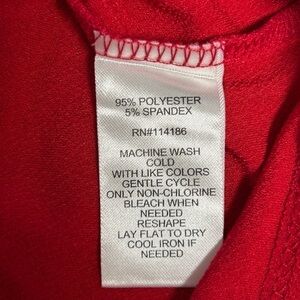 95% POLYESTER
5% SPANDEX
RN#114186
MACHINE WASH
COLD
WITH LIKE COLORS
GENTLE CYCLE
ONLY NON-CHLORINE
BLEACH WHEN
NEEDED
RESHAPE
LAY FLAT TO DRY
COOL IRON IF
NEEDED